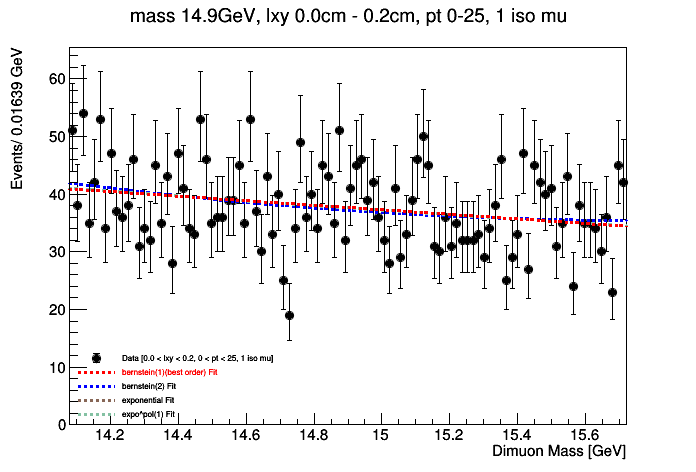 mass 14.9GeV, lxy 0.0cm - 0.2cm, pt 0-25, 1 iso mu
Events/ 0.01639 GeV
60
50
40
30
20
10
0
Data [0.0 < lxy < 0.2, 0 < pt < 25, 1 iso mu]
bernstein(1)(best order) Fit
bernstein(2) Fit
exponential Fit
expo*pol(1) Fit
14.2 14.4 14.6 14.8 15 15.2 15.4 15.6
Dimuon Mass [GeV]